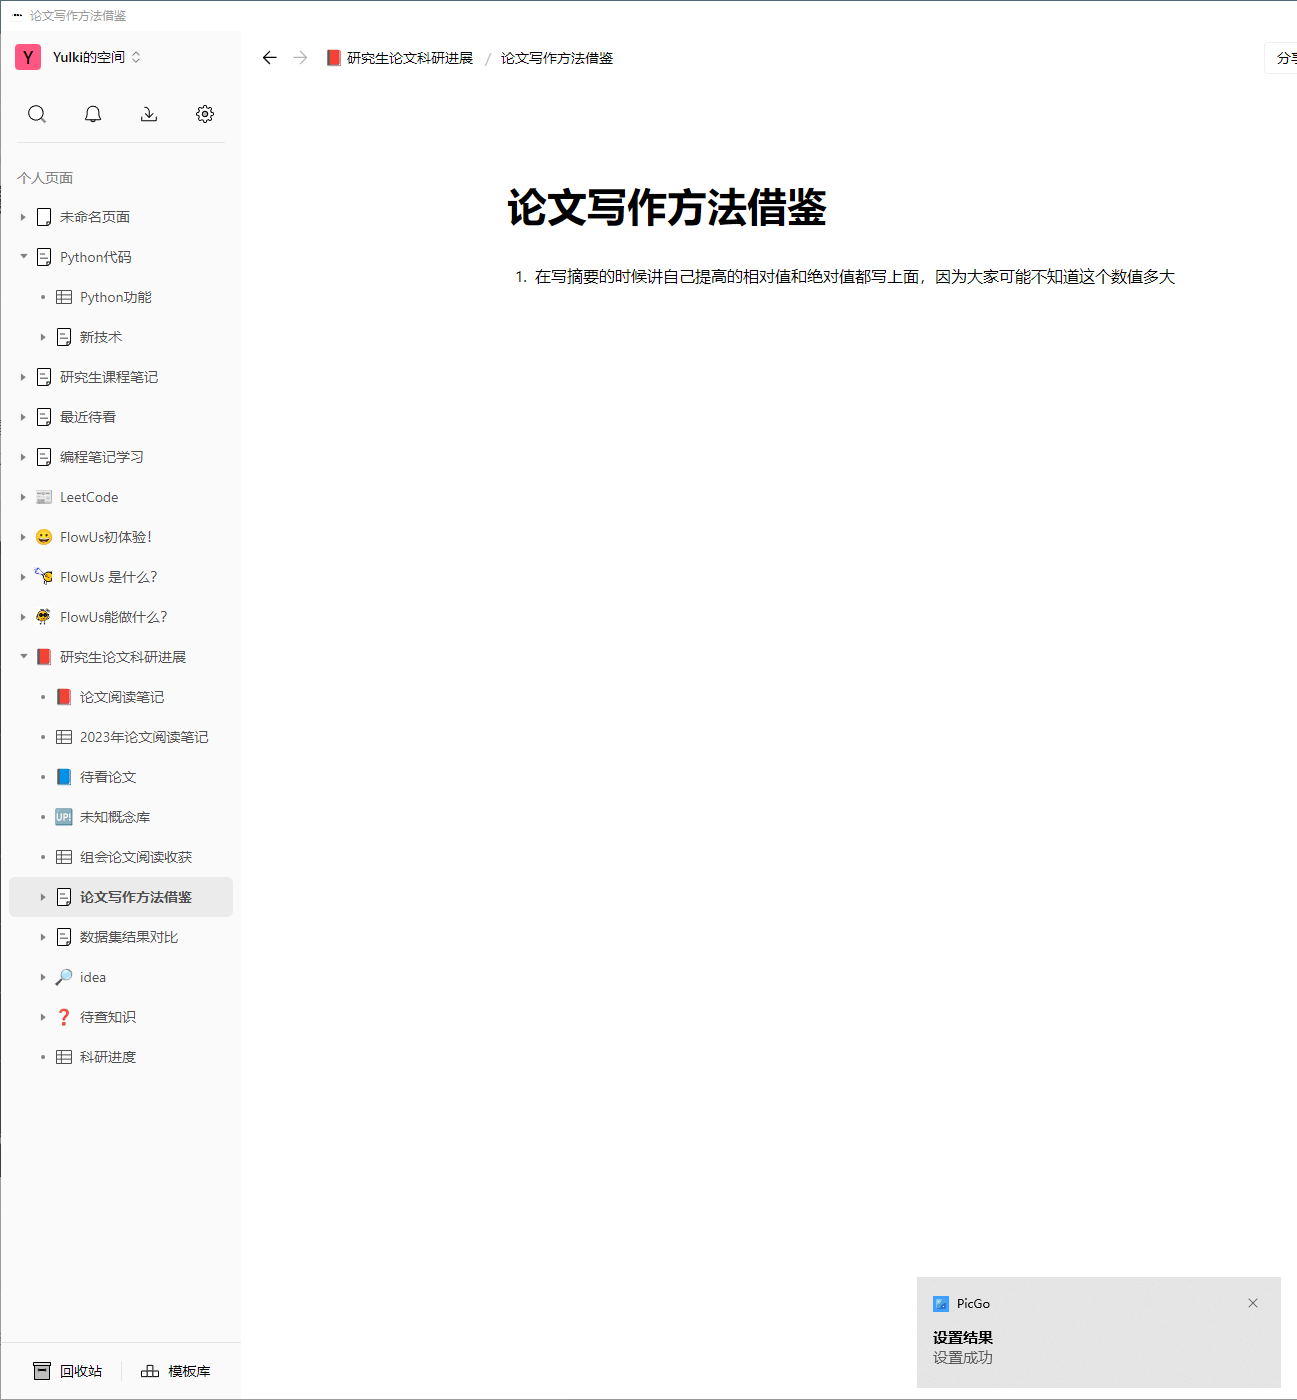 论文写作方法借鉴
Y Yulki的空间
研究生论文科研进展 / 论文写作方法借鉴
个人页面
未命名页面
Python代码
Python功能
新技术
研究生课程笔记
最近待看
编程笔记学习
LeetCode
FlowUs初体验！
FlowUs 是什么？
FlowUs能做什么？
研究生论文科研进展
论文阅读笔记
2023年论文阅读笔记
待看论文
UP! 未知概念库
组会论文阅读收获
论文写作方法借鉴
数据集结果对比
idea
待查知识
科研进度
回收站
模板库
论文写作方法借鉴
1. 在写摘要的时候讲自己提高的相对值和绝对值都写上面，因为大家可能不知道这个数值多大
PicGo
设置结果
设置成功